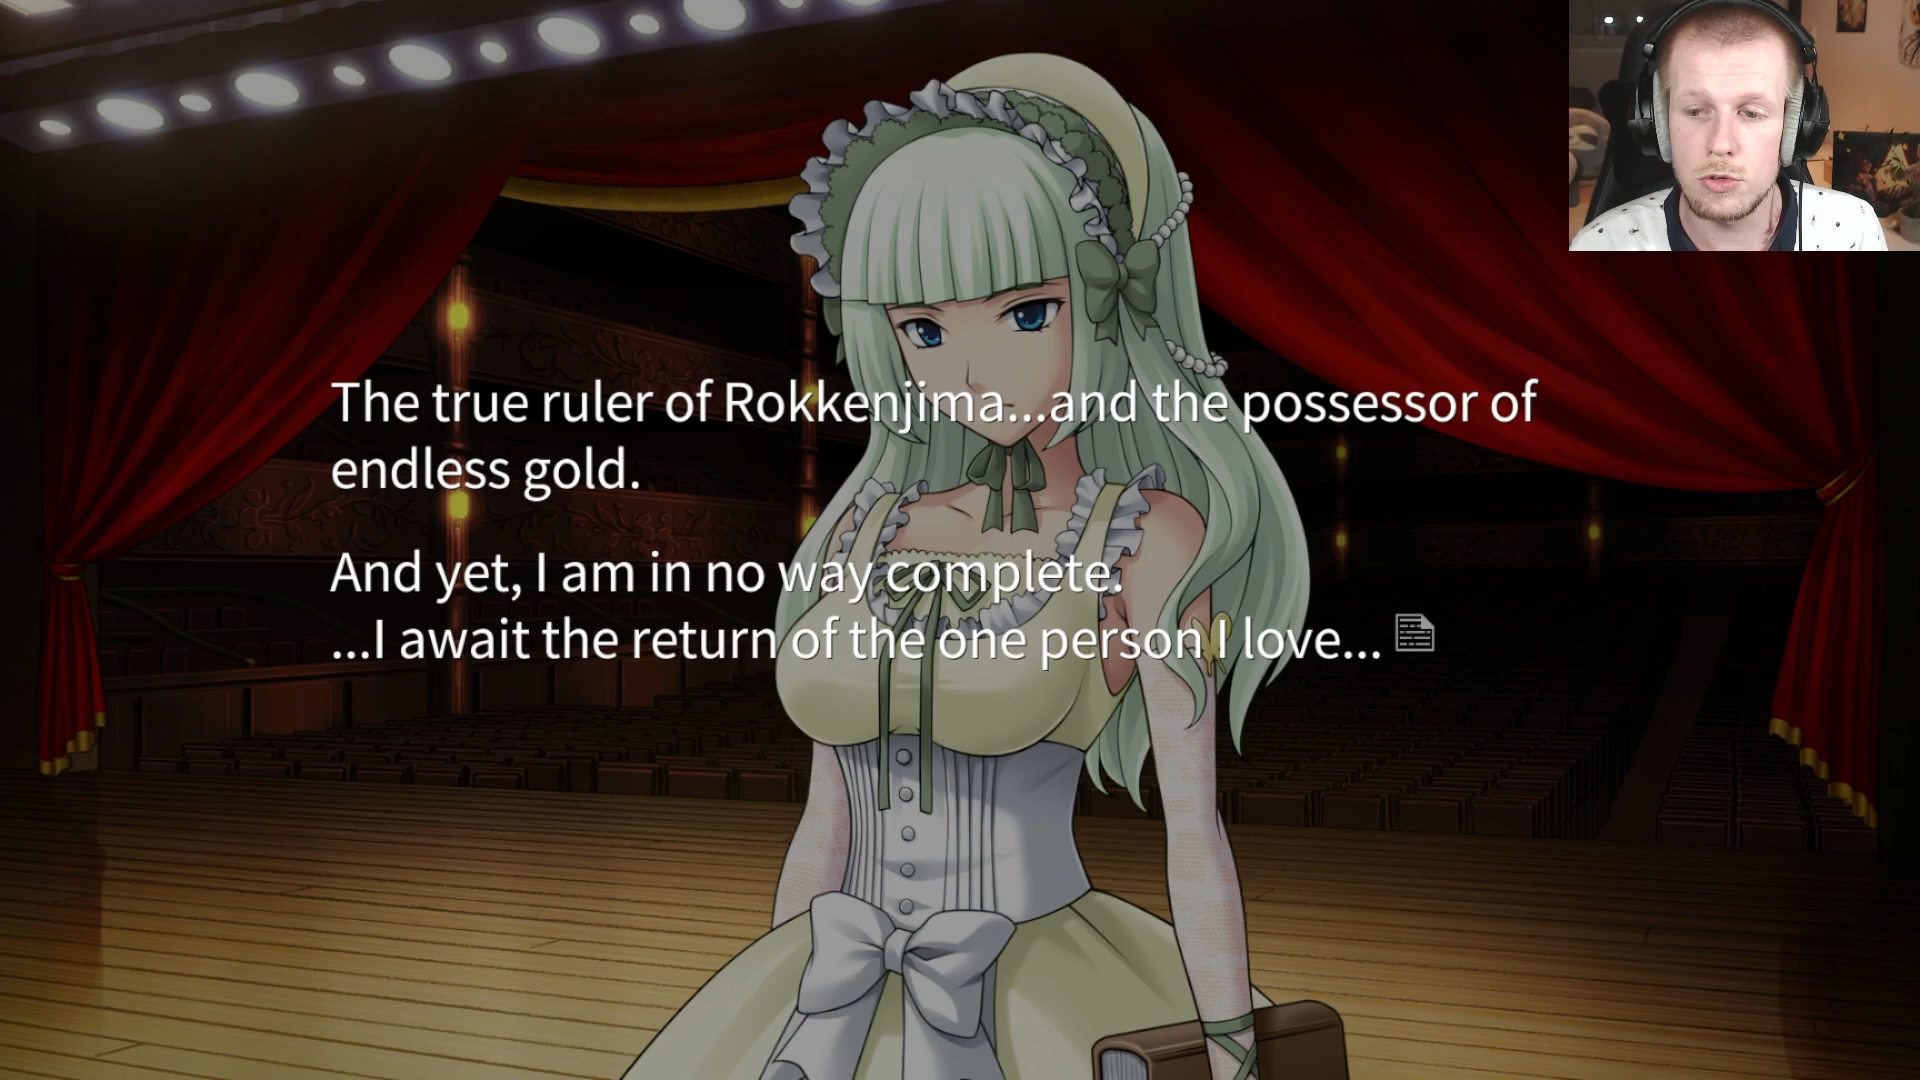 The true ruler of Rokkenjima...and the possessor of
endless gold.
And yet, I am in no way complete.
...I await the return of the one person I love...